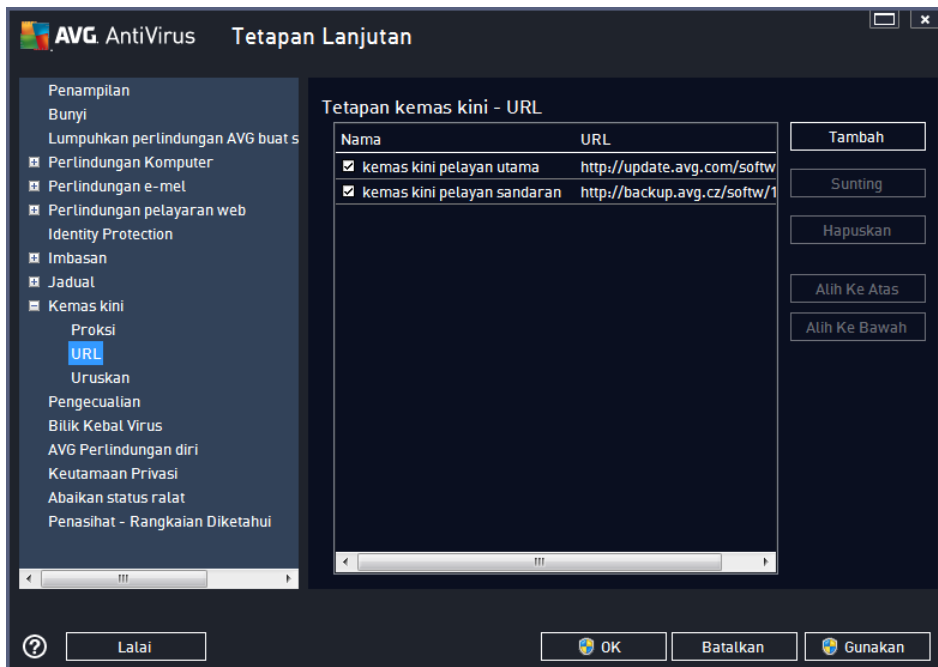 AVG. AntiVirus Tetapan Lanjutan
Penampilan
Bunyi
Lumpuhkan perlindungan AVG buat s
Perlindungan Komputer
Perlindungan e-mel
Perlindungan pelayaran web
Identity Protection
Imbasan
Jadual
Kemas kini
Proksi
URL
Uruskan
Pengecualian
Bilik Kebal Virus
AVG Perlindungan diri
Keutamaan Privasi
Abaikan status ralat
Penasihat - Rangkaian Diketahui
Tetapan kemas kini - URL
Nama URL
kemas kini pelayan utama http://update.avg.com/softw
kemas kini pelayan sandaran http://backup.avg.cz/softw/1
Tambah
Sunting
Hapuskan
Alih Ke Atas
Alih Ke Bawah
Lalai
OK
Batalkan
Gunakan